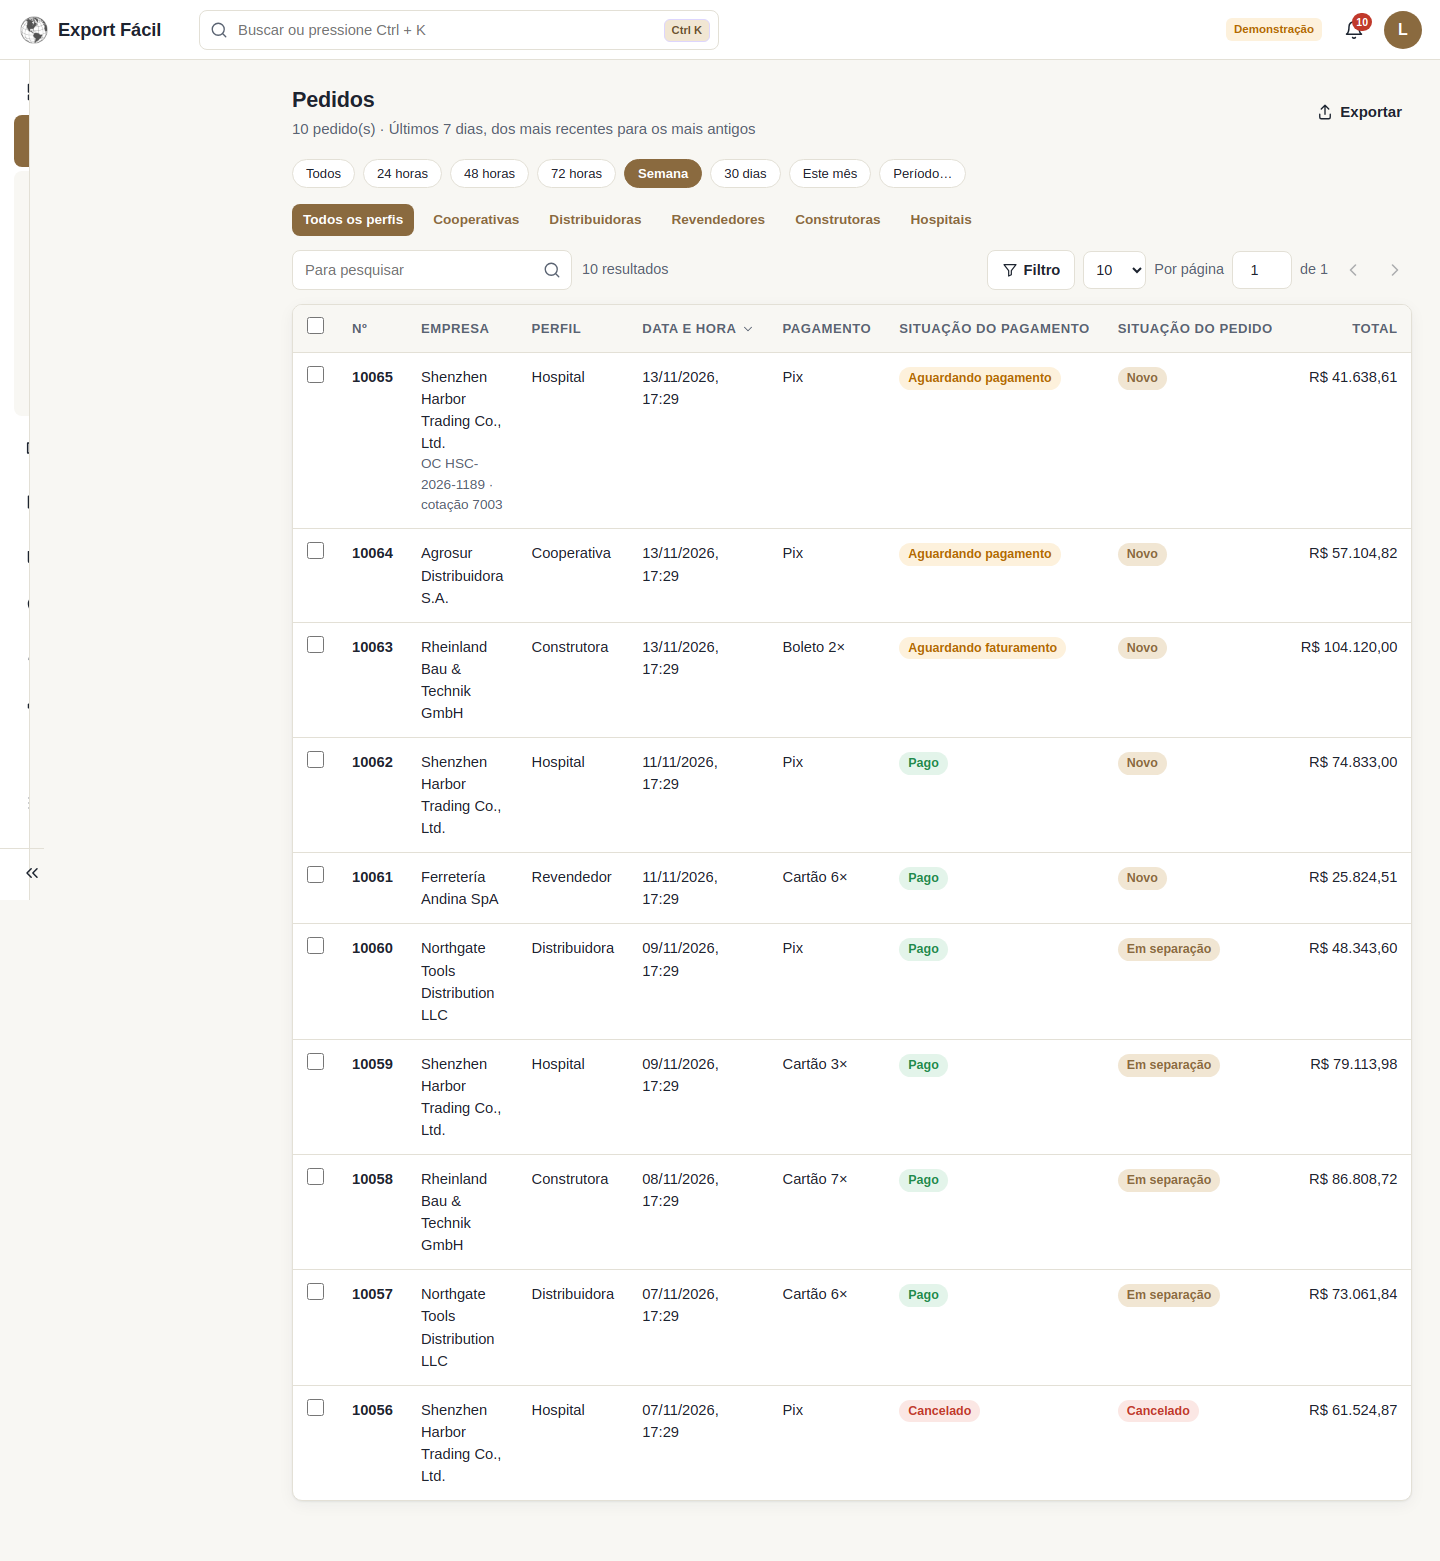 Export Fácil
Buscar ou pressione Ctrl + K
Ctrl K
Demonstração
10
L
Pedidos
10 pedido(s) · Últimos 7 dias, dos mais recentes para os mais antigos
Exportar
Todos 24 horas 48 horas 72 horas Semana 30 dias Este mês Período…
Todos os perfis Cooperativas Distribuidoras Revendedores Construtoras Hospitais
Para pesquisar 10 resultados Filtro 10 Por página 1 de 1
Nº EMPRESA PERFIL DATA E HORA PAGAMENTO SITUAÇÃO DO PAGAMENTO SITUAÇÃO DO PEDIDO TOTAL
10065 Shenzhen Hospital 13/11/2026, Pix Aguardando pagamento Novo R$ 41.638,61
Harbor 17:29
Trading Co.,
Ltd.
OC HSC-
2026-1189 ·
cotação 7003
10064 Agrosur Cooperativa 13/11/2026, Pix Aguardando pagamento Novo R$ 57.104,82
Distribuidora 17:29
S.A.
10063 Rheinland Construtora 13/11/2026, Boleto 2× Aguardando faturamento Novo R$ 104.120,00
Bau & 17:29
Technik
GmbH
10062 Shenzhen Hospital 11/11/2026, Pix Pago Novo R$ 74.833,00
Harbor 17:29
Trading Co.,
Ltd.
10061 Ferretería Revendedor 11/11/2026, Cartão 6× Pago Novo R$ 25.824,51
Andina SpA 17:29
10060 Northgate Distribuidora 09/11/2026, Pix Pago Em separação R$ 48.343,60
Tools 17:29
Distribution
LLC
10059 Shenzhen Hospital 09/11/2026, Cartão 3× Pago Em separação R$ 79.113,98
Harbor 17:29
Trading Co.,
Ltd.
10058 Rheinland Construtora 08/11/2026, Cartão 7× Pago Em separação R$ 86.808,72
Bau & 17:29
Technik
GmbH
10057 Northgate Distribuidora 07/11/2026, Cartão 6× Pago Em separação R$ 73.061,84
Tools 17:29
Distribution
LLC
10056 Shenzhen Hospital 07/11/2026, Pix Cancelado Cancelado R$ 61.524,87
Harbor 17:29
Trading Co.,
Ltd.